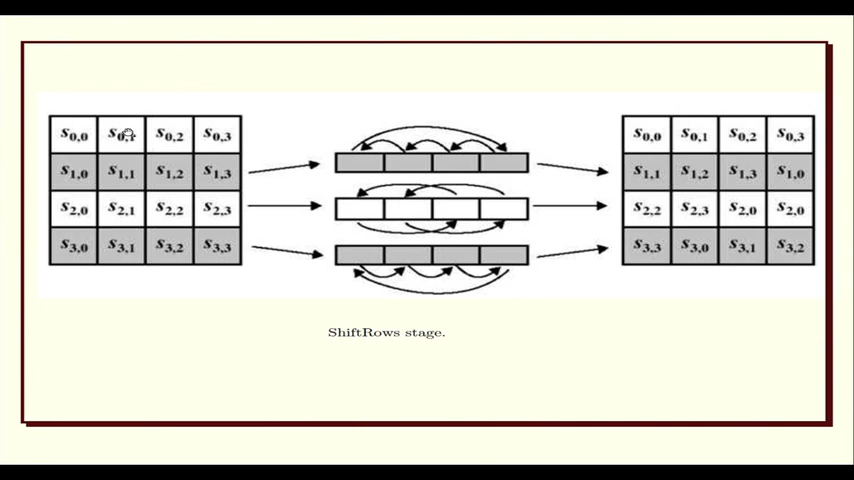 s0,0 s0,1 s0,2 s0,3 s0,0 s0,1 s0,2 s0,3
s1,0 s1,1 s1,2 s1,3 s1,1 s1,2 s1,3 s1,0
s2,0 s2,1 s2,2 s2,3 s2,2 s2,3 s2,0 s2,0
s3,0 s3,1 s3,2 s3,3 s3,3 s3,0 s3,1 s3,2
ShiftRows stage.